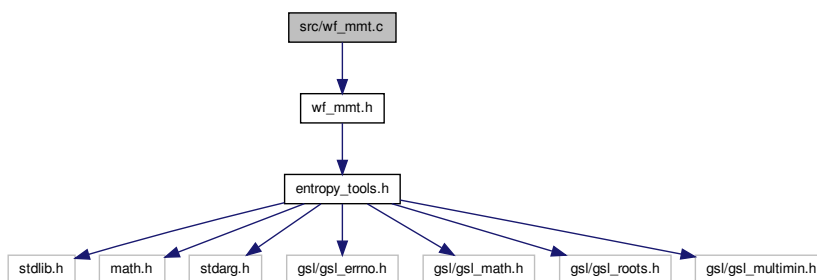 src/wf_mmt.c
wf_mmt.h
entropy_tools.h
stdlib.h
math.h
stdarg.h
gsl/gsl_errno.h
gsl/gsl_math.h
gsl/gsl_roots.h
gsl/gsl_multimin.h